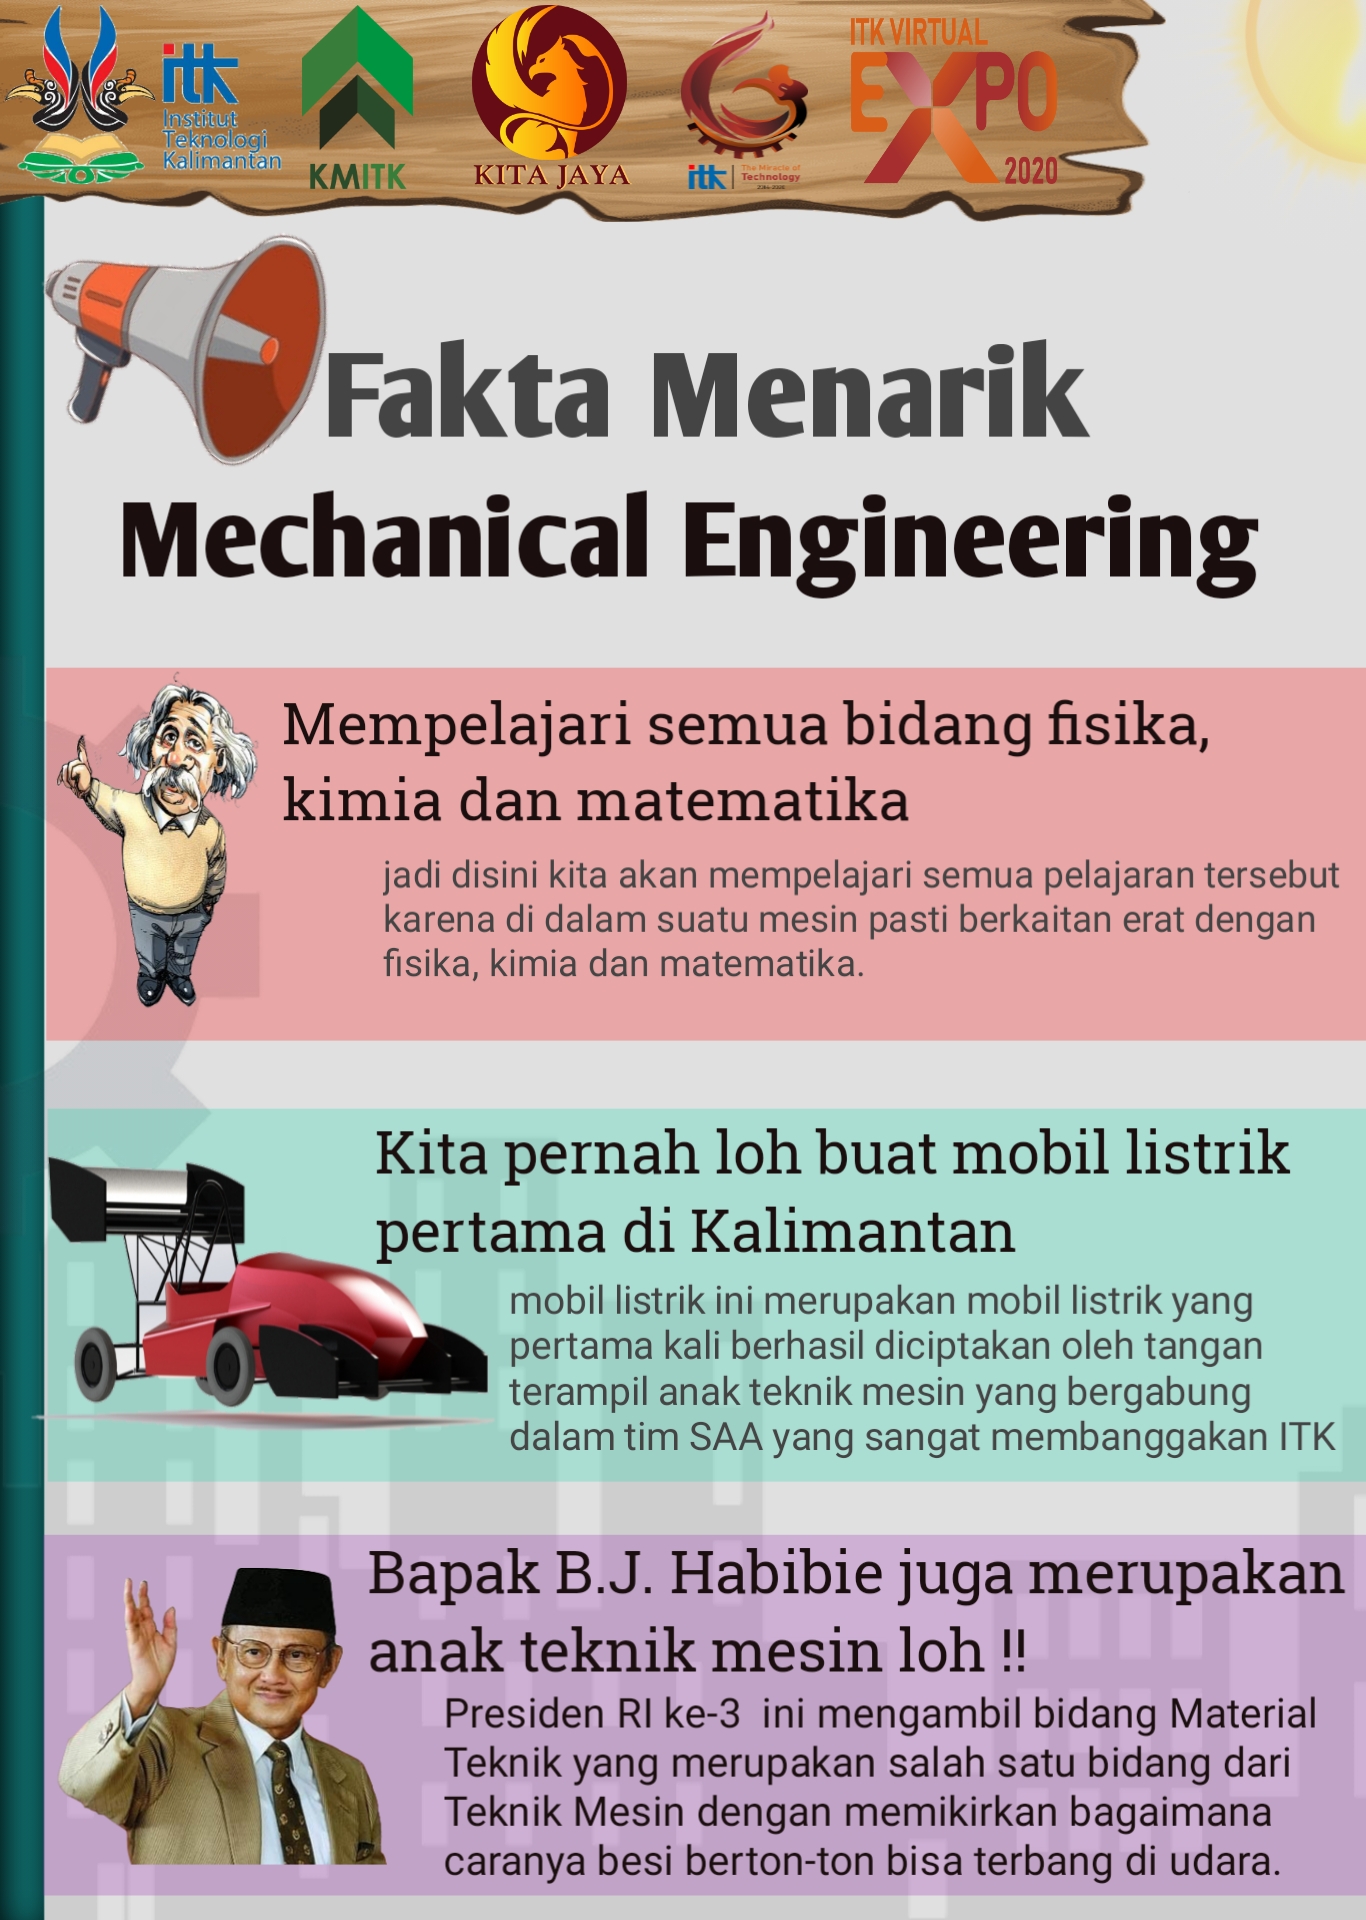 itk
Institut
Teknologi
Kalimantan
KMITK
KITA JAYA
itk
The Miracle of
Technology
ITK VIRTUAL
EXPO
2020
Fakta Menarik
Mechanical Engineering
Mempelajari semua bidang fisika,
kimia dan matematika
jadi disini kita akan mempelajari semua pelajaran tersebut
karena di dalam suatu mesin pasti berkaitan erat dengan
fisika, kimia dan matematika.
Kita pernah loh buat mobil listrik
pertama di Kalimantan
mobil listrik ini merupakan mobil listrik yang
pertama kali berhasil diciptakan oleh tangan
terampil anak teknik mesin yang bergabung
dalam tim SAA yang sangat membanggakan ITK
Bapak B.J. Habibie juga merupakan
anak teknik mesin loh !!
Presiden RI ke-3 ini mengambil bidang Material
Teknik yang merupakan salah satu bidang dari
Teknik Mesin dengan memikirkan bagaimana
caranya besi berton-ton bisa terbang di udara.